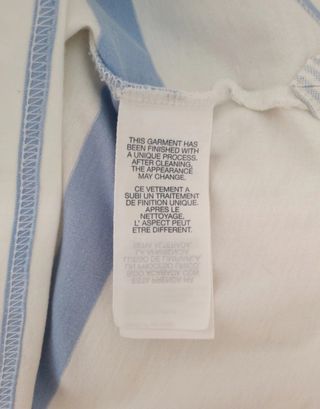 THIS GARMENT HAS
BEEN FINISHED WITH
A UNIQUE PROCESS.
AFTER CLEANING,
THE APPEARANCE
MAY CHANGE.
CE VETEMENT A
SUBI UN TRAITEMENT
DE FINITION UNIQUE.
APRÈS LE
NETTOYAGE,
L' ASPECT PEUT
ETRE DIFFERENT.